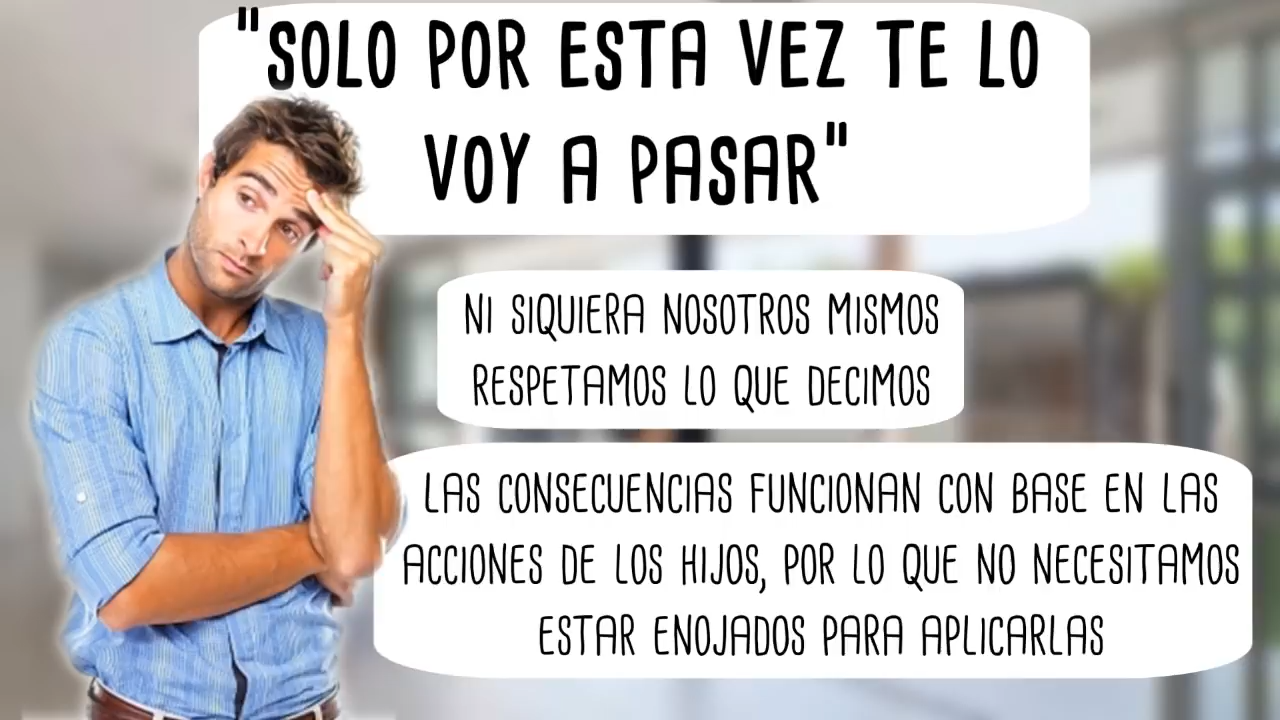 "SOLO POR ESTA VEZ TE LO
VOY A PASAR"
NI SIQUIERA NOSOTROS MISMOS
RESPETAMOS LO QUE DECIMOS
LAS CONSECUENCIAS FUNCIONAN CON BASE EN LAS
ACCIONES DE LOS HIJOS, POR LO QUE NO NECESITAMOS
ESTAR ENOJADOS PARA APLICARLAS